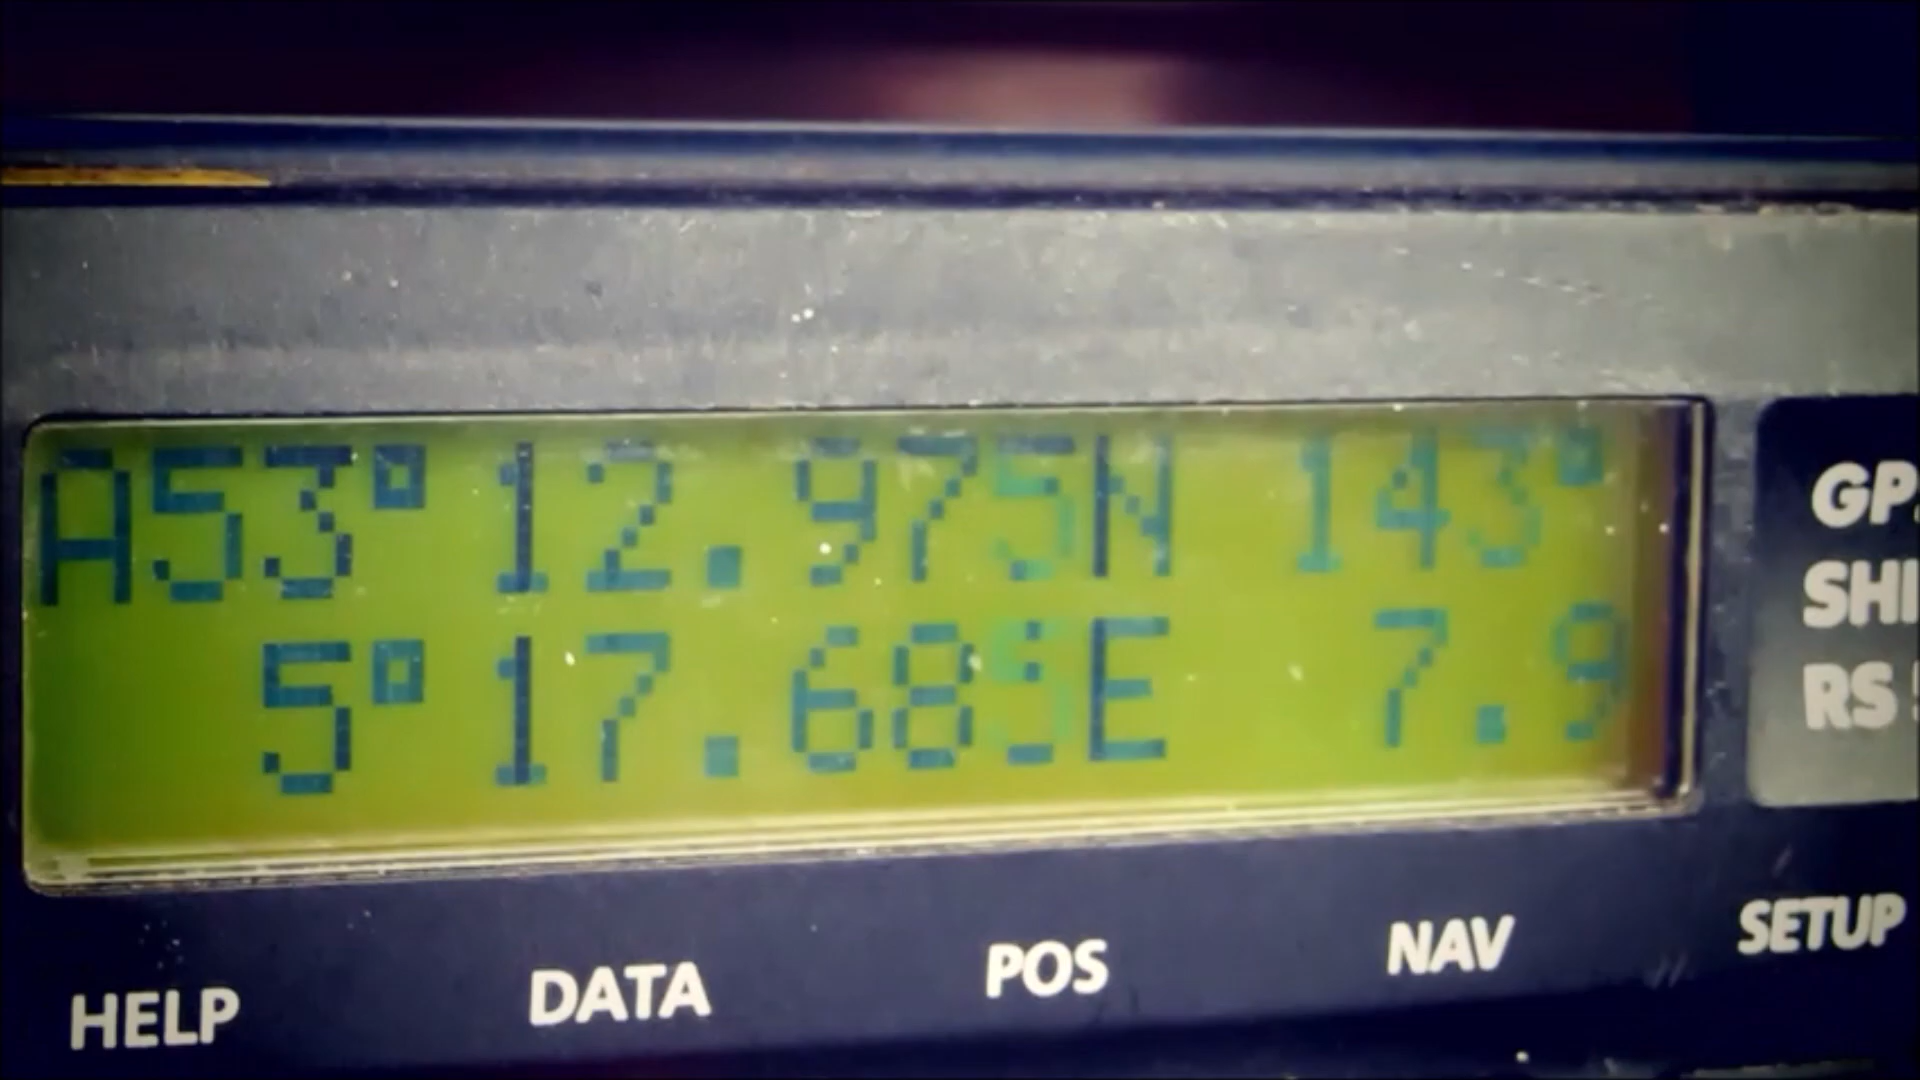 A53°12.975N 143°
5°17.685E 7.9
GP
SHI
RS
HELP DATA POS NAV SETUP